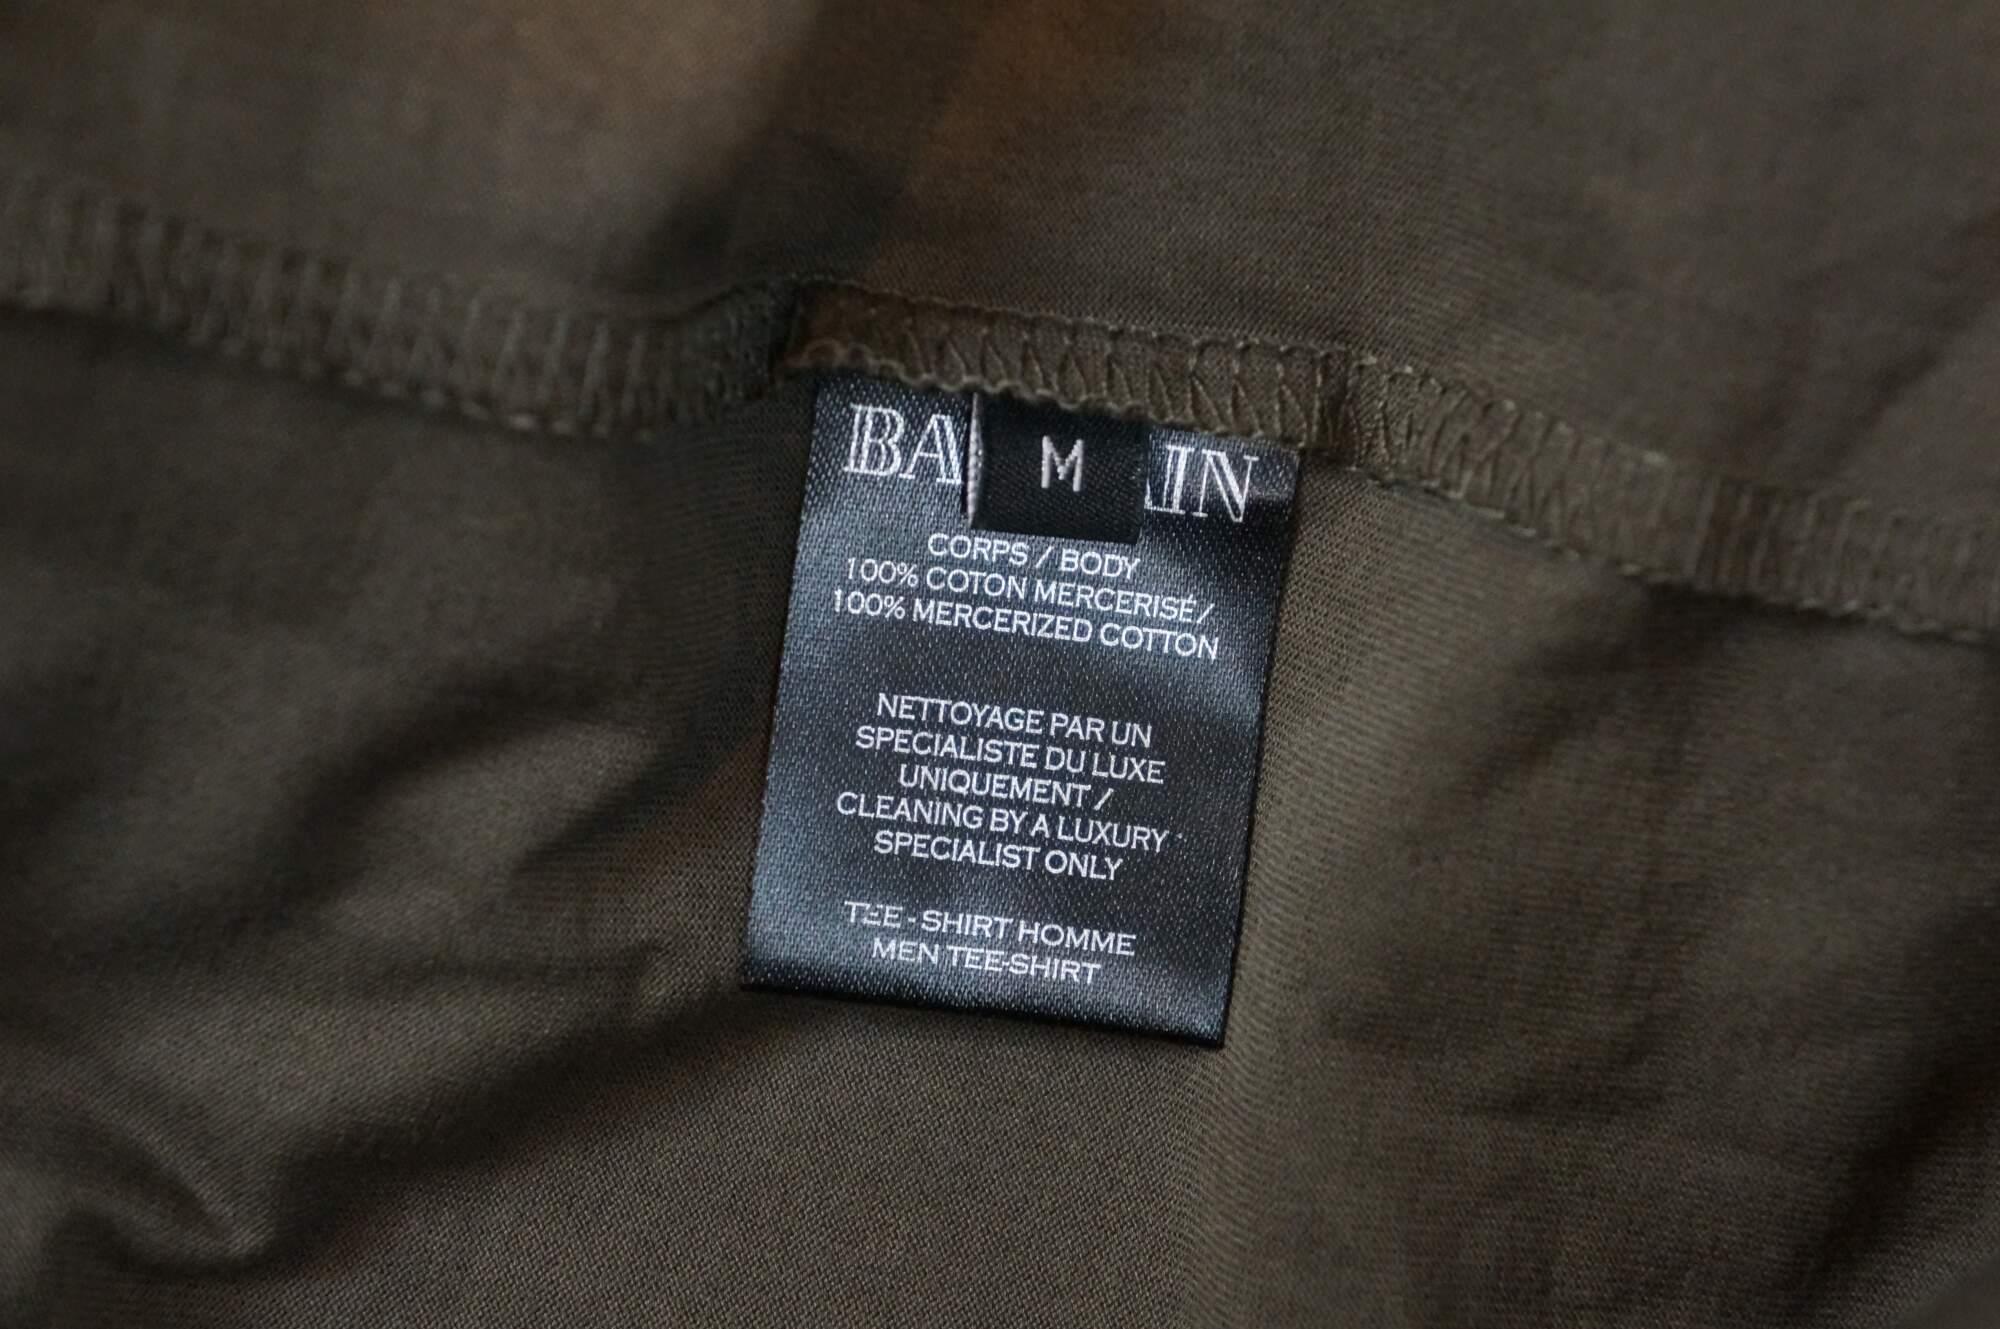 BA
M
AIN
CORPS / BODY
100% COTON MERCERISÉ/
100% MERCERIZED COTTON
NETTOYAGE PAR UN
SPECIALISTE DU LUXE
UNIQUEMENT /
CLEANING BY A LUXURY
SPECIALIST ONLY
TEE - SHIRT HOMME
MEN TEE-SHIRT